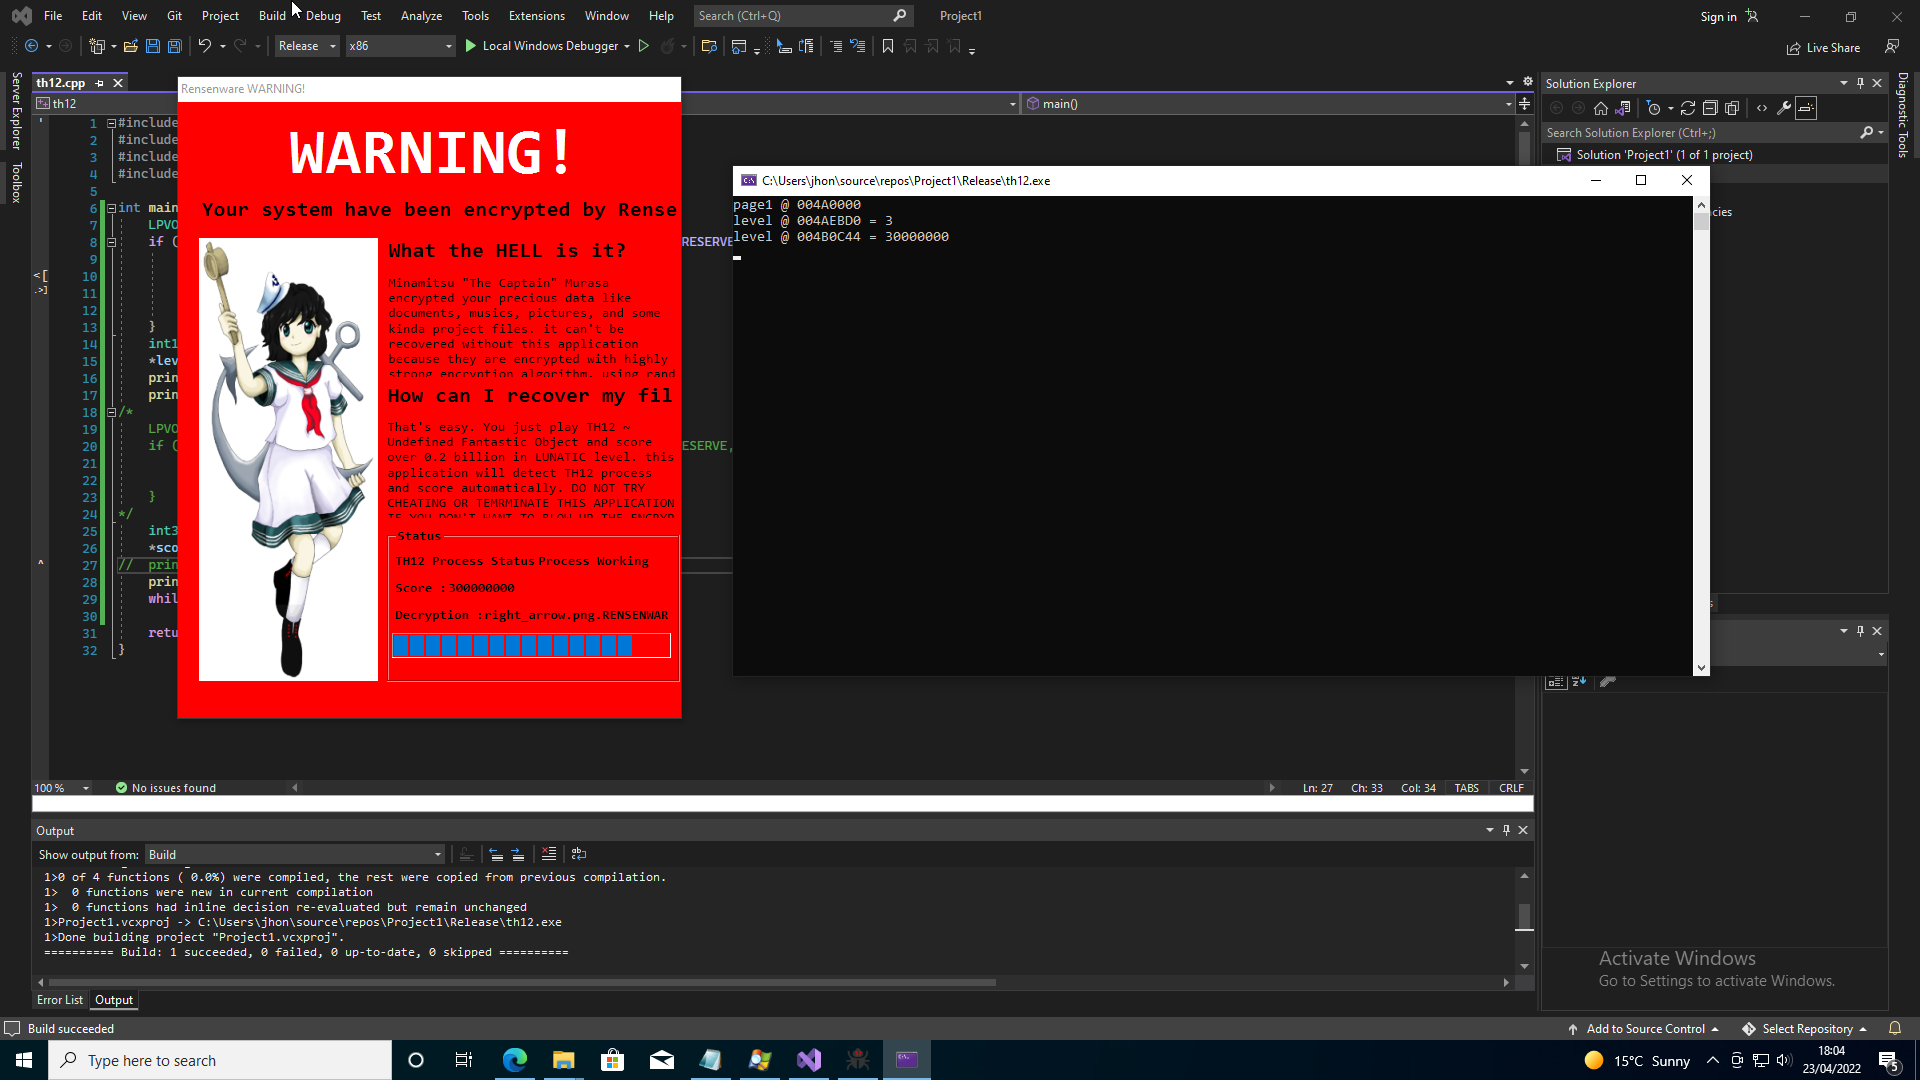 File Edit View Git Project Build Debug Test Analyze Tools Extensions Window Help Search (Ctrl+Q) Project1 Sign in
Release x86 Local Windows Debugger Live Share
Server Explorer
Toolbox
th12.cpp
th12 main()
1 #include
2 #include
3 #include
4 #include
5
6 int main
7 LPVO
8 if ( RESERVE
9
10
11
12
13 }
14 int1
15 *lev
16 prin
17 prin
18 /*
19 LPVO
20 if ( ESERVE,
21
22
23 }
24 */
25 int3
26 *sco
27 // prin
28 prin
29 whil
30
31 retu
32 }
Rensenware WARNING!
WARNING!
Your system have been encrypted by Rense
What the HELL is it?
Minamitsu "The Captain" Murasa
encrypted your precious data like
documents, musics, pictures, and some
kinda project files. it can't be
recovered without this application
because they are encrypted with highly
strong encryption algorithm, using rand
How can I recover my fil
That's easy. You just play TH12 ~
Undefined Fantastic Object and score
over 0.2 billion in LUNATIC level. this
application will detect TH12 process
and score automatically. DO NOT TRY
CHEATING OR TEMRMINATE THIS APPLICATION
IF YOU DON'T WANT TO BLOW UP THE ENCRYP
Status
TH12 Process Status Process Working
Score : 300000000
Decryption : right_arrow.png.RENSENWAR
C:\Users\jhon\source\repos\Project1\Release\th12.exe
page1 @ 004A0000
level @ 004AEBD0 = 3
level @ 004B0C44 = 30000000
Solution Explorer
Search Solution Explorer (Ctrl+;)
Solution 'Project1' (1 of 1 project)
cies
Diagnostic Tools
100 % No issues found Ln: 27 Ch: 33 Col: 34 TABS CRLF
Output
Show output from: Build
1>0 of 4 functions ( 0.0%) were compiled, the rest were copied from previous compilation.
1> 0 functions were new in current compilation
1> 0 functions had inline decision re-evaluated but remain unchanged
1>Project1.vcxproj -> C:\Users\jhon\source\repos\Project1\Release\th12.exe
1>Done building project "Project1.vcxproj".
========== Build: 1 succeeded, 0 failed, 0 up-to-date, 0 skipped ==========
Error List Output
Activate Windows
Go to Settings to activate Windows.
Build succeeded Add to Source Control Select Repository
Type here to search 15°C Sunny 18:04
23/04/2022
5